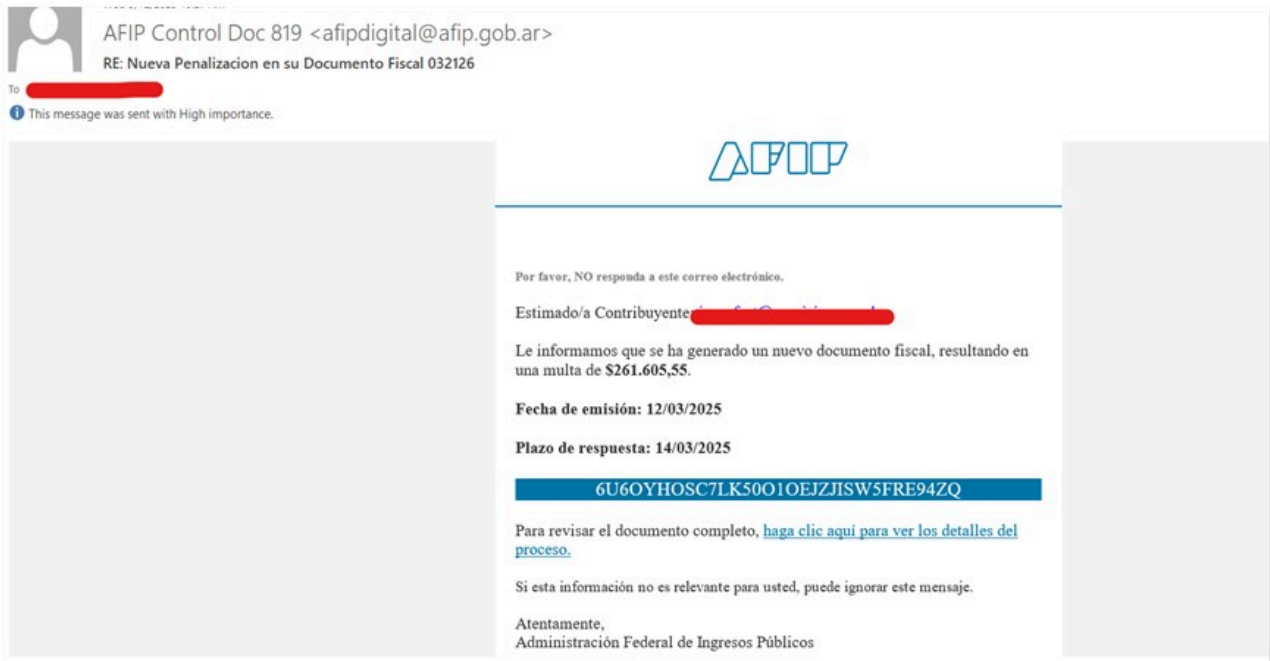 AFIP Control Doc 819 <afipdigital@afip.gob.ar>
RE: Nueva Penalizacion en su Documento Fiscal 032126
To
This message was sent with High importance.
AFIP
Por favor, NO responda a este correo electrónico.
Estimado/a Contribuyente
Le informamos que se ha generado un nuevo documento fiscal, resultando en
una multa de $261.605,55.
Fecha de emisión: 12/03/2025
Plazo de respuesta: 14/03/2025
6U6OYHOSC7LK50O1OEJZJISW5FRE94ZQ
Para revisar el documento completo, haga clic aquí para ver los detalles del
proceso.
Si esta información no es relevante para usted, puede ignorar este mensaje.
Atentamente,
Administración Federal de Ingresos Públicos